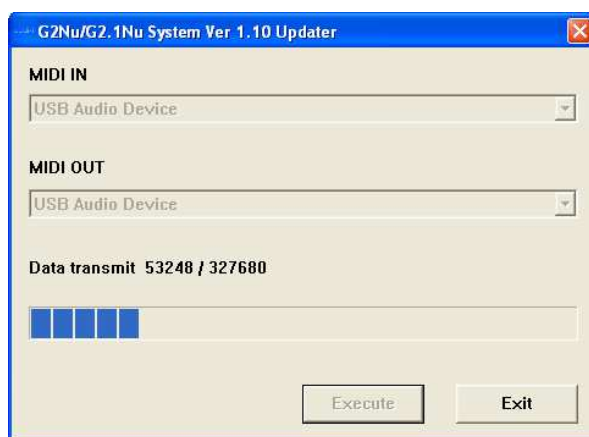 G2Nu/G2.1Nu System Ver 1.10 Updater
MIDI IN
USB Audio Device
MIDI OUT
USB Audio Device
Data transmit 53248 / 327680
Execute Exit